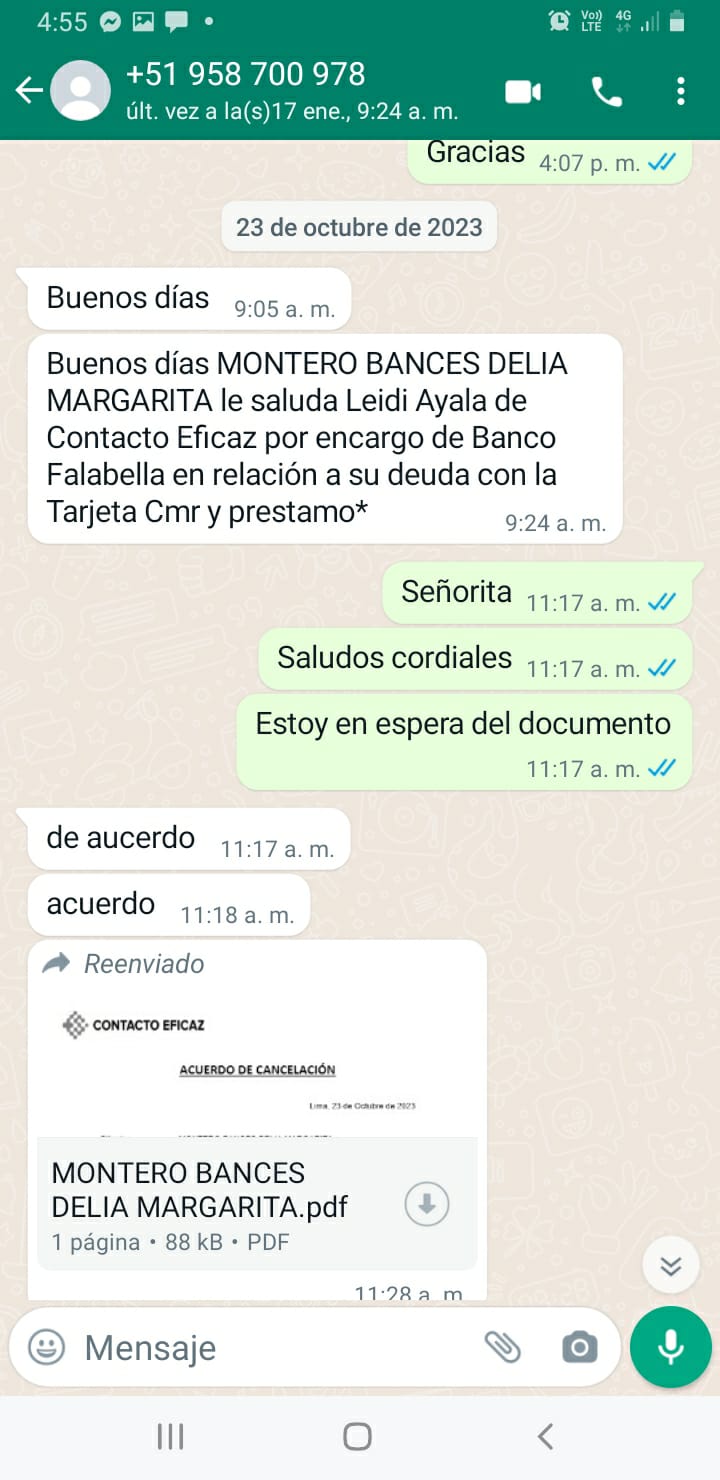 4:55
Vo)) 4G
LTE
+51 958 700 978
últ. vez a la(s)17 ene., 9:24 a. m.
Gracias 4:07 p. m.
23 de octubre de 2023
Buenos días 9:05 a. m.
Buenos días MONTERO BANCES DELIA
MARGARITA le saluda Leidi Ayala de
Contacto Eficaz por encargo de Banco
Falabella en relación a su deuda con la
Tarjeta Cmr y prestamo*
9:24 a. m.
Señorita 11:17 a. m.
Saludos cordiales 11:17 a. m.
Estoy en espera del documento
11:17 a. m.
de aucerdo 11:17 a. m.
acuerdo 11:18 a. m.
Reenviado
CONTACTO EFICAZ
ACUERDO DE CANCELACIÓN
Lima, 23 de Octubre de 2023
MONTERO BANCES
DELIA MARGARITA.pdf
1 página • 88 kB • PDF
11:28 a. m.
Mensaje